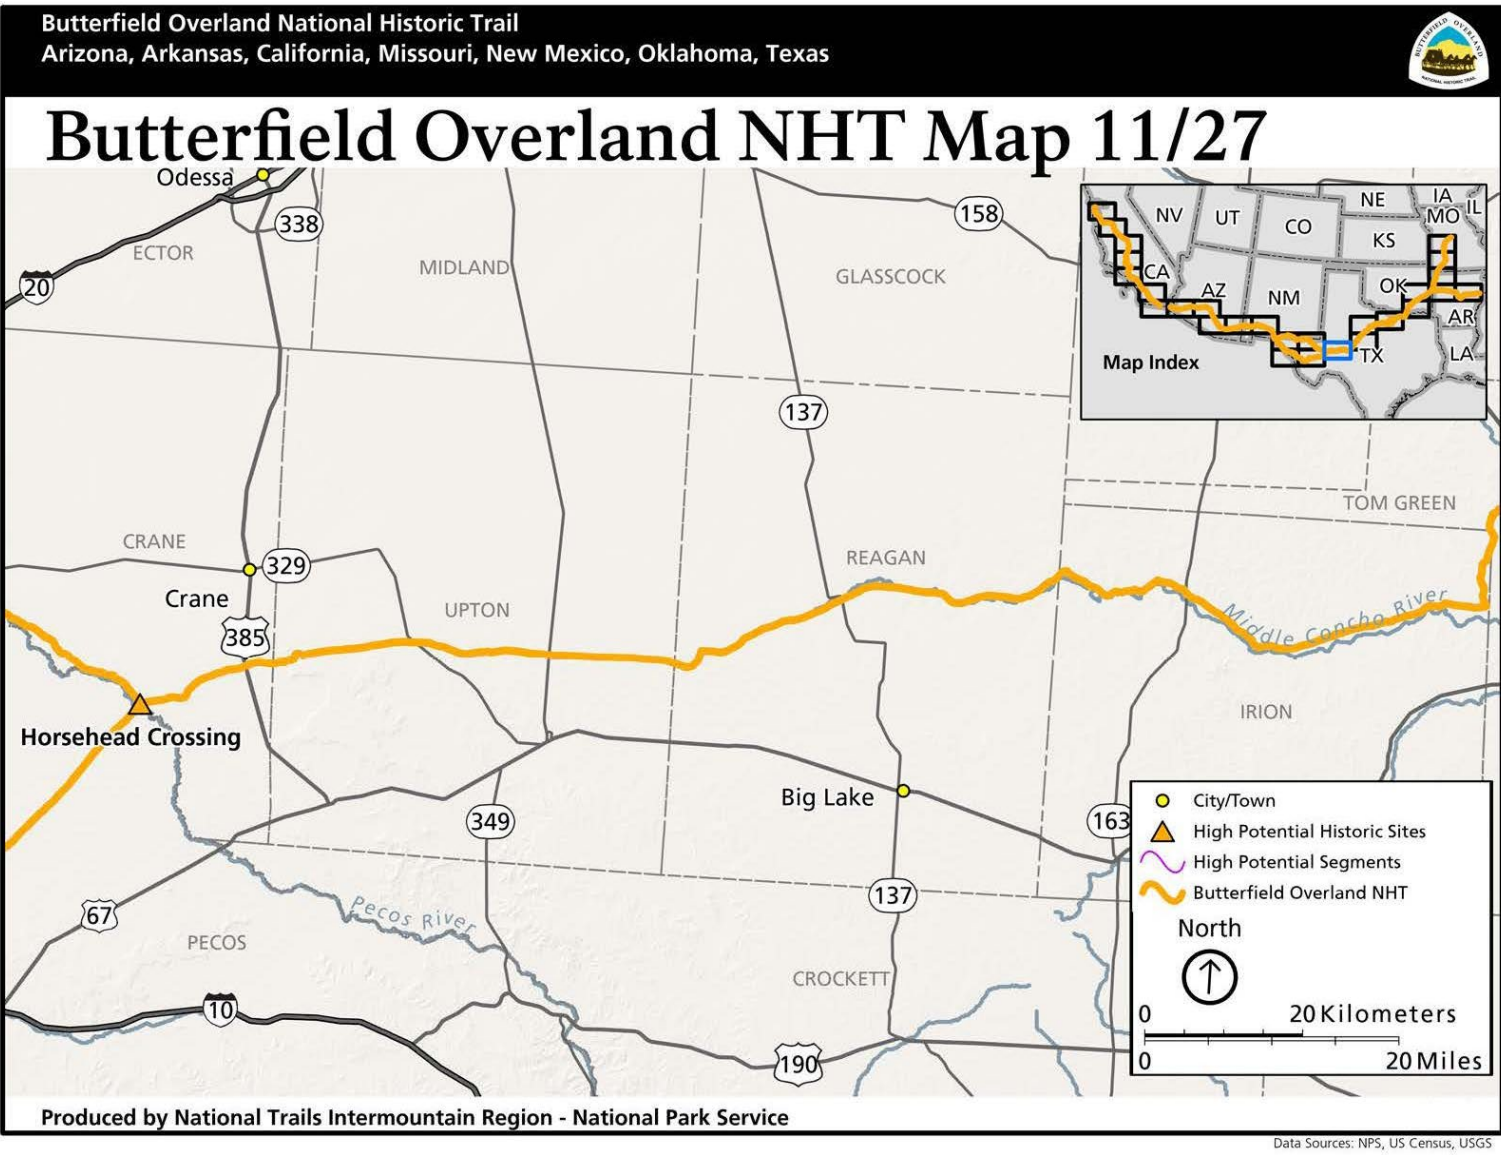 Butterfield Overland National Historic Trail
Arizona, Arkansas, California, Missouri, New Mexico, Oklahoma, Texas
BUTTERFIELD OVERLAND
NATIONAL HISTORIC TRAIL
Butterfield Overland NHT Map 11/27
Odessa
338
158
ECTOR
MIDLAND
GLASSCOCK
20
NV
UT
CO
NE
IA
IL
MO
KS
CA
AZ
NM
OK
AR
TX
LA
Map Index
137
TOM GREEN
CRANE
329
REAGAN
Crane
UPTON
385
Middle Concho River
Horsehead Crossing
IRION
Big Lake
349
163
67
137
Pecos River
PECOS
CROCKETT
10
190
City/Town
High Potential Historic Sites
High Potential Segments
Butterfield Overland NHT
North
0 20 Kilometers
0 20 Miles
Produced by National Trails Intermountain Region - National Park Service
Data Sources: NPS, US Census, USGS